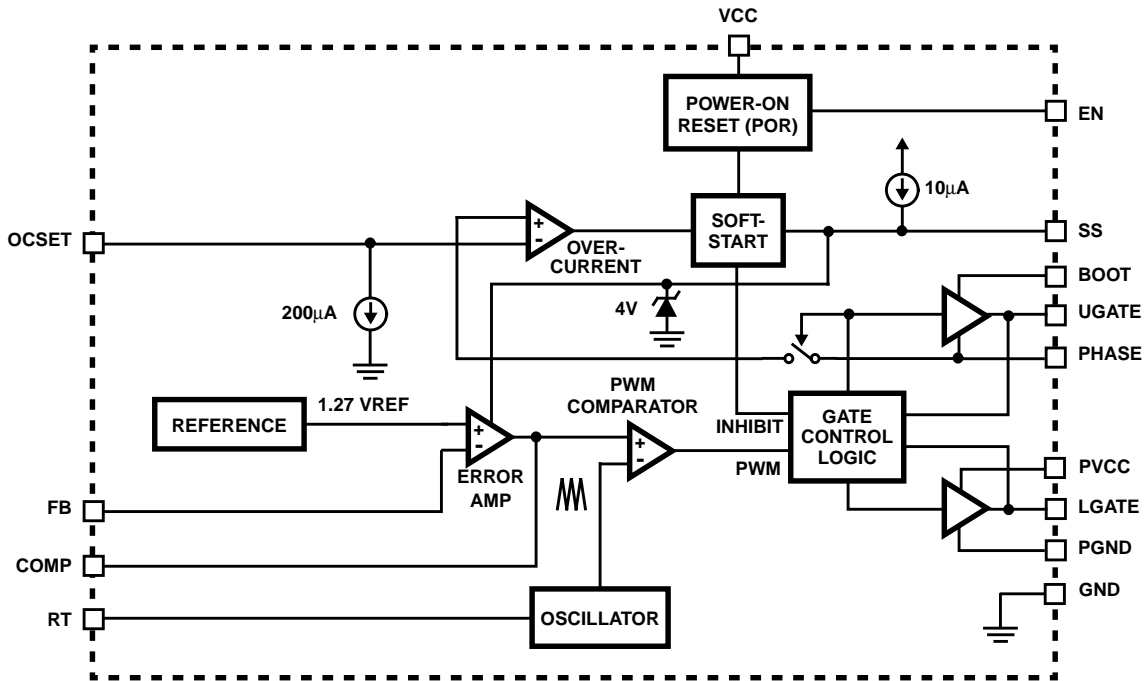 VCC
POWER-ON
RESET (POR)
EN
10µA
SOFT-
START
OCSET
+
-
OVER-
CURRENT
SS
BOOT
4V
200µA
UGATE
PHASE
PWM
COMPARATOR
1.27 VREF
REFERENCE
+
-
+
-
INHIBIT
GATE
CONTROL
LOGIC
PWM
ERROR
AMP
PVCC
FB
LGATE
PGND
COMP
GND
RT
OSCILLATOR